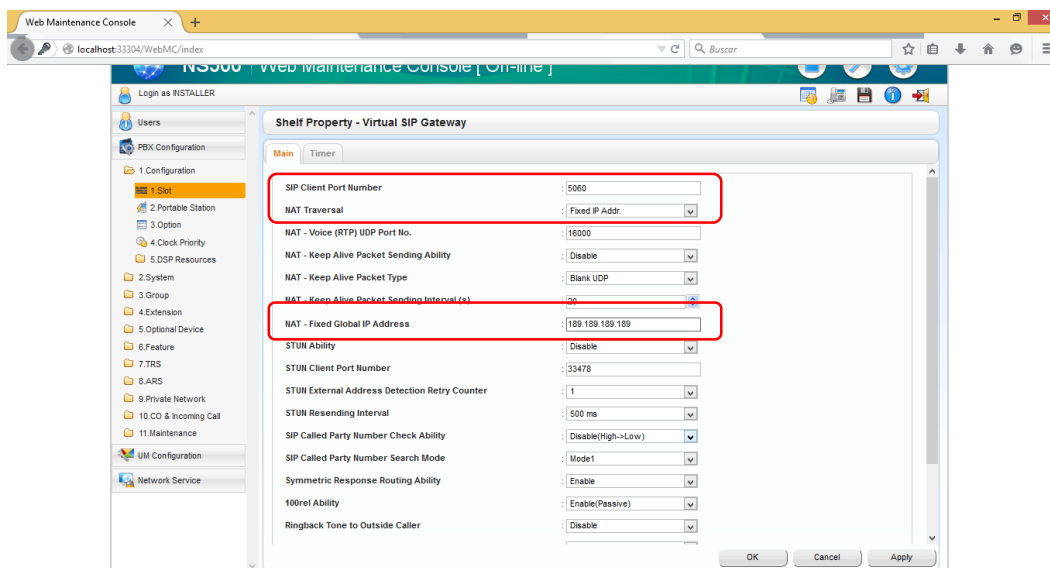 Web Maintenance Console
localhost:33304/WebMC/index
Buscar
NS500 Web Maintenance Console [ Off-line ]
Login as INSTALLER
Users
PBX Configuration
1.Configuration
1.Slot
2.Portable Station
3.Option
4.Clock Priority
5.DSP Resources
2.System
3.Group
4.Extension
5.Optional Device
6.Feature
7.TRS
8.ARS
9.Private Network
10.CO & Incoming Call
11.Maintenance
UM Configuration
Network Service
Shelf Property - Virtual SIP Gateway
Main Timer
SIP Client Port Number : 5060
NAT Traversal : Fixed IP Addr.
NAT - Voice (RTP) UDP Port No. : 16000
NAT - Keep Alive Packet Sending Ability : Disable
NAT - Keep Alive Packet Type : Blank UDP
NAT - Keep Alive Packet Sending Interval (s) : 20
NAT - Fixed Global IP Address : 189.189.189.189
STUN Ability : Disable
STUN Client Port Number : 33478
STUN External Address Detection Retry Counter : 1
STUN Resending Interval : 500 ms
SIP Called Party Number Check Ability : Disable(High->Low)
SIP Called Party Number Search Mode : Mode1
Symmetric Response Routing Ability : Enable
100rel Ability : Enable(Passive)
Ringback Tone to Outside Caller : Disable
OK Cancel Apply